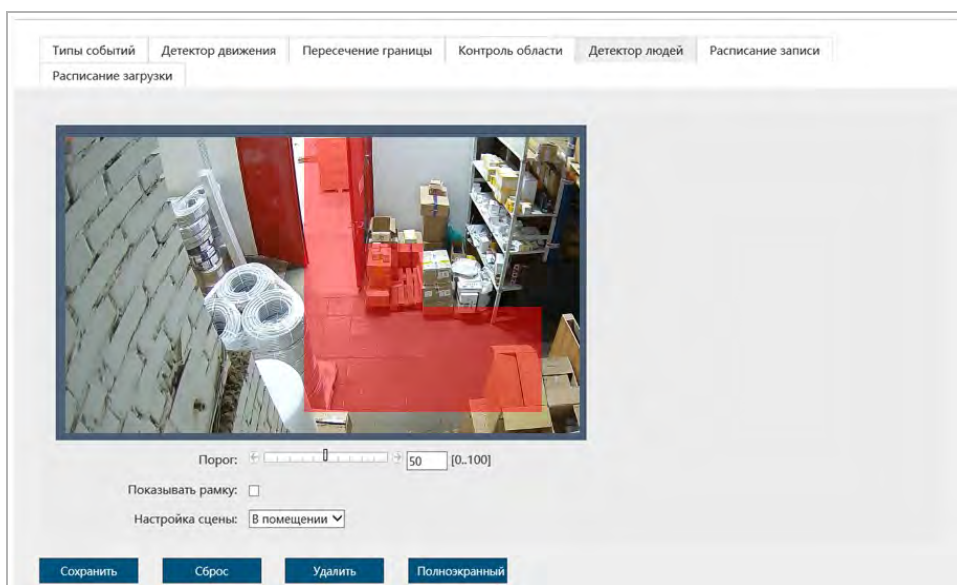 Типы событий Детектор движения Пересечение границы Контроль области Детектор людей Расписание записи
Расписание загрузки
Порог: 50 [0..100]
Показывать рамку:
Настройка сцены: В помещении
Сохранить Сброс Удалить Полноэкранный